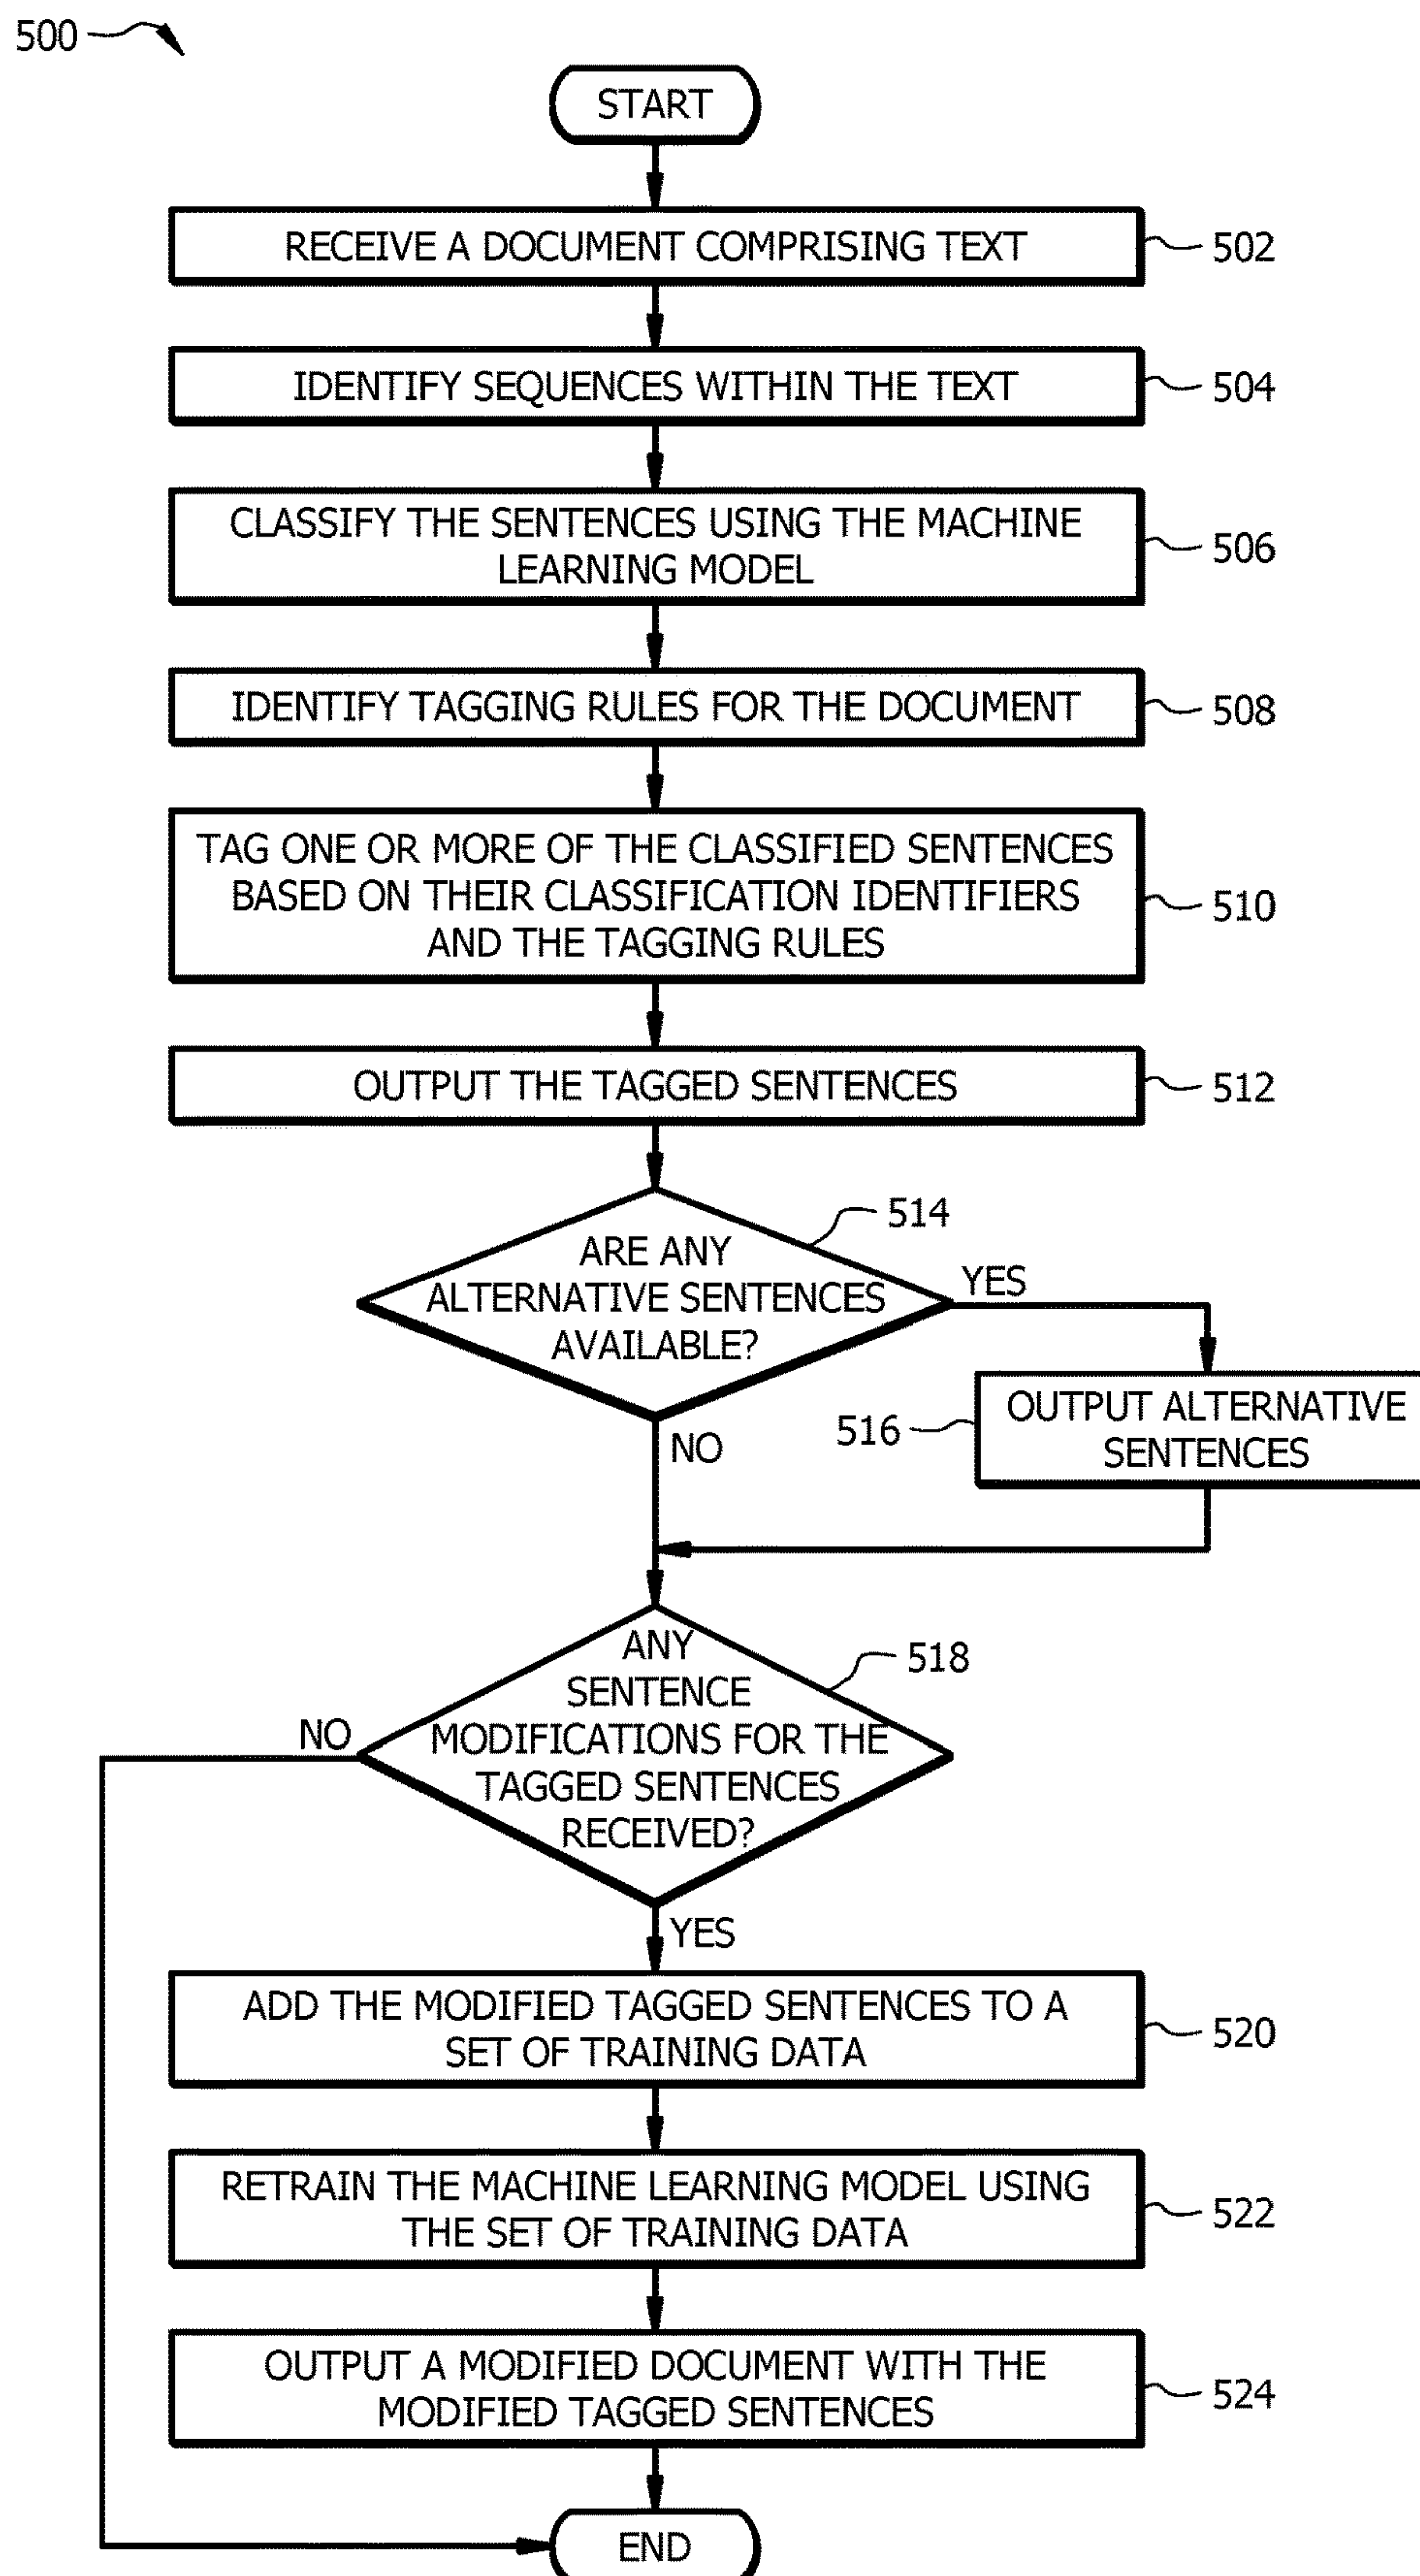 500
START
RECEIVE A DOCUMENT COMPRISING TEXT
502
IDENTIFY SEQUENCES WITHIN THE TEXT
504
CLASSIFY THE SENTENCES USING THE MACHINE
LEARNING MODEL
506
IDENTIFY TAGGING RULES FOR THE DOCUMENT
508
TAG ONE OR MORE OF THE CLASSIFIED SENTENCES
BASED ON THEIR CLASSIFICATION IDENTIFIERS
AND THE TAGGING RULES
510
OUTPUT THE TAGGED SENTENCES
512
514
ARE ANY
ALTERNATIVE SENTENCES
AVAILABLE?
YES
OUTPUT ALTERNATIVE
SENTENCES
516
NO
ANY
SENTENCE
MODIFICATIONS FOR THE
TAGGED SENTENCES
RECEIVED?
518
NO
YES
ADD THE MODIFIED TAGGED SENTENCES TO A
SET OF TRAINING DATA
520
RETRAIN THE MACHINE LEARNING MODEL USING
THE SET OF TRAINING DATA
522
OUTPUT A MODIFIED DOCUMENT WITH THE
MODIFIED TAGGED SENTENCES
524
END